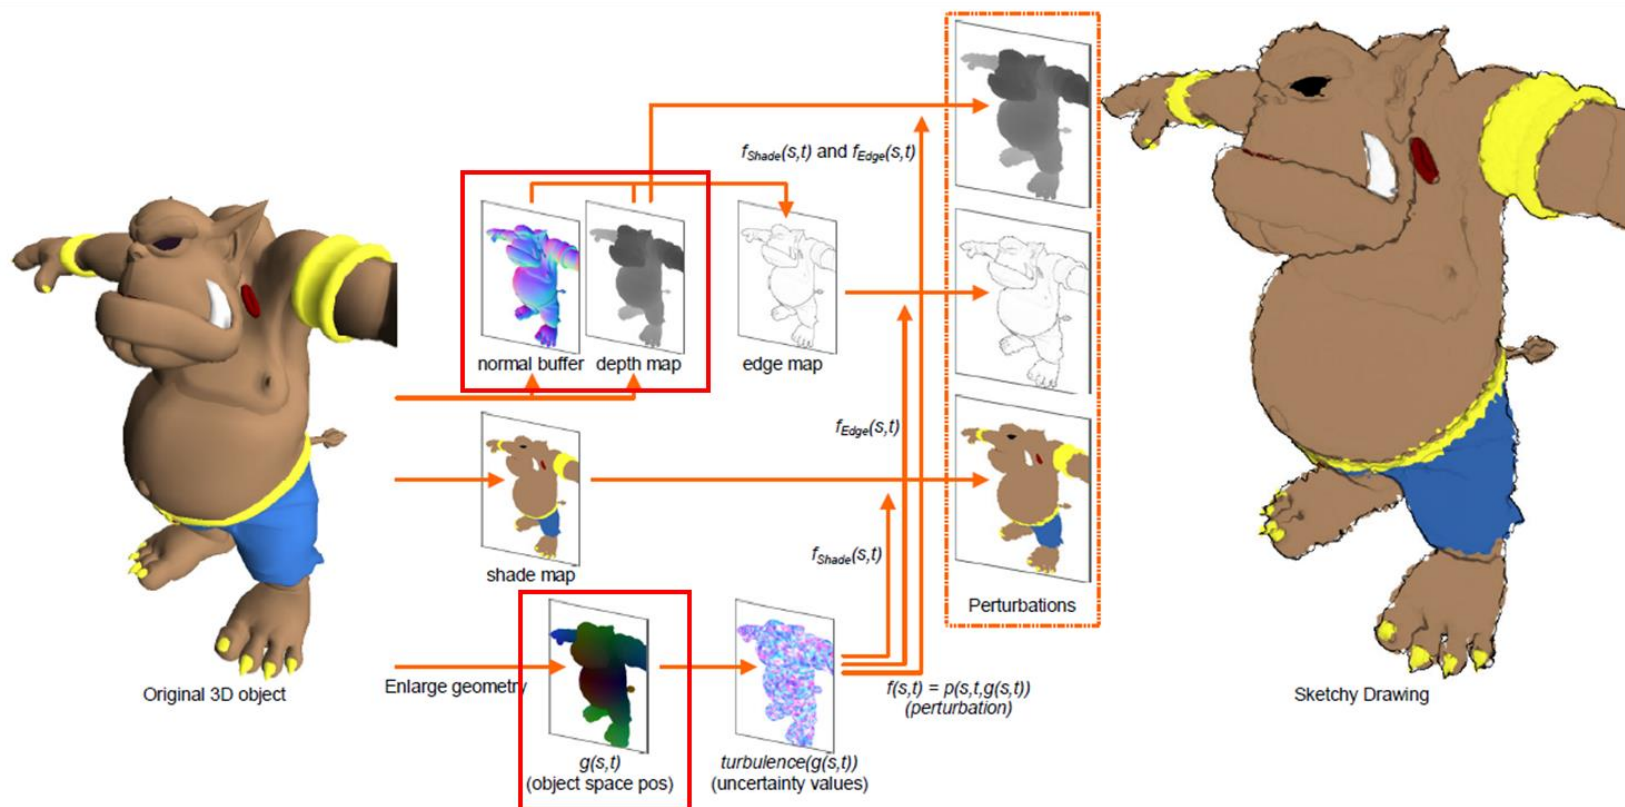 f_Shade(s,t) and f_Edge(s,t)
normal buffer
depth map
edge map
f_Edge(s,t)
f_Shade(s,t)
shade map
Perturbations
Original 3D object
Enlarge geometry
f(s,t) = p(s,t,g(s,t))
(perturbation)
Sketchy Drawing
g(s,t)
(object space pos)
turbulence(g(s,t))
(uncertainty values)